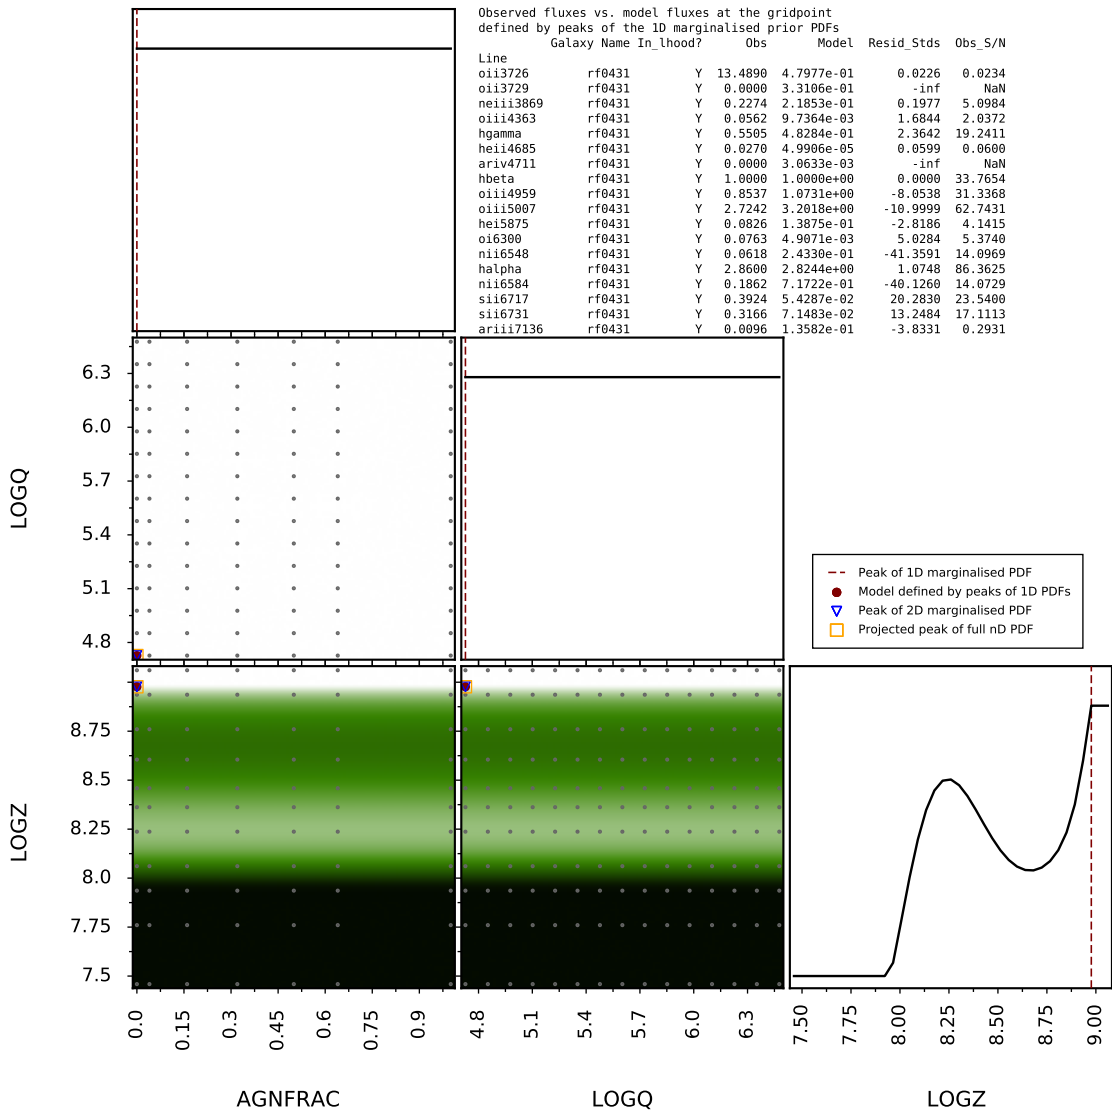 Observed fluxes vs. model fluxes at the gridpoint
defined by peaks of the 1D marginalised prior PDFs
Galaxy Name In_lhood? Obs Model Resid_Stds Obs_S/N
Line
oii3726 rf0431 Y 13.4890 4.7977e-01 0.0226 0.0234
oii3729 rf0431 Y 0.0000 3.3106e-01 -inf NaN
neiii3869 rf0431 Y 0.2274 2.1853e-01 0.1977 5.0984
oiii4363 rf0431 Y 0.0562 9.7364e-03 1.6844 2.0372
hgamma rf0431 Y 0.5505 4.8284e-01 2.3642 19.2411
heii4685 rf0431 Y 0.0270 4.9906e-05 0.0599 0.0600
ariv4711 rf0431 Y 0.0000 3.0633e-03 -inf NaN
hbeta rf0431 Y 1.0000 1.0000e+00 0.0000 33.7654
oiii4959 rf0431 Y 0.8537 1.0731e+00 -8.0538 31.3368
oiii5007 rf0431 Y 2.7242 3.2018e+00 -10.9999 62.7431
hei5875 rf0431 Y 0.0826 1.3875e-01 -2.8186 4.1415
oi6300 rf0431 Y 0.0763 4.9071e-03 5.0284 5.3740
nii6548 rf0431 Y 0.0618 2.4330e-01 -41.3591 14.0969
halpha rf0431 Y 2.8600 2.8244e+00 1.0748 86.3625
nii6584 rf0431 Y 0.1862 7.1722e-01 -40.1260 14.0729
sii6717 rf0431 Y 0.3924 5.4287e-02 20.2830 23.5400
sii6731 rf0431 Y 0.3166 7.1483e-02 13.2484 17.1113
ariii7136 rf0431 Y 0.0096 1.3582e-01 -3.8331 0.2931
LOGQ
6.3
6.0
5.7
5.4
5.1
4.8
Peak of 1D marginalised PDF
Model defined by peaks of 1D PDFs
Peak of 2D marginalised PDF
Projected peak of full nD PDF
LOGZ
8.75
8.5
8.25
8.0
7.75
7.5
0.0 0.15 0.3 0.45 0.6 0.75 0.9
4.8 5.1 5.4 5.7 6.0 6.3
7.50 7.75 8.00 8.25 8.50 8.75 9.00
AGNFRAC LOGQ LOGZ